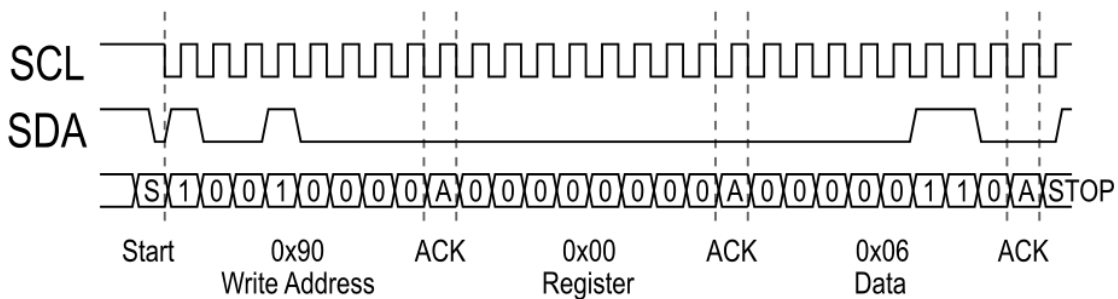 SCL
SDA
S 1 0 0 1 0 0 0 0 A 0 0 0 0 0 0 0 0 A 0 0 0 0 0 1 1 0 A STOP
Start 0x90 ACK 0x00 ACK 0x06 ACK
Write Address Register Data